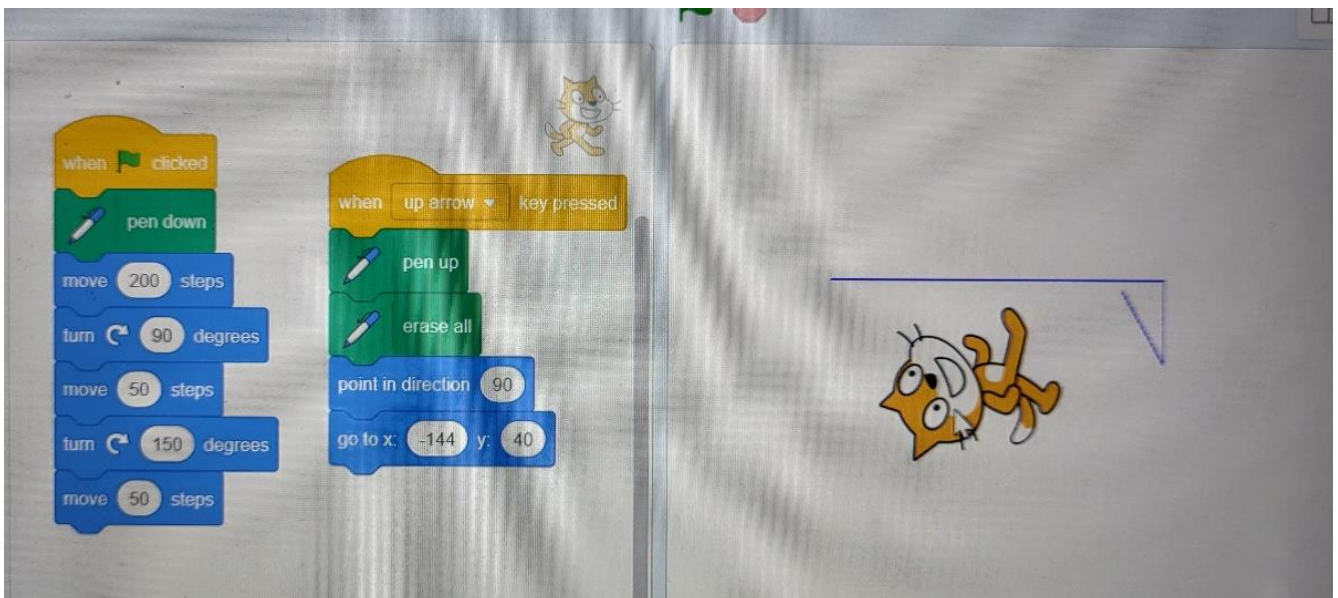 when clicked
pen down
move 200 steps
turn 90 degrees
move 50 steps
turn 150 degrees
move 50 steps
when up arrow key pressed
pen up
erase all
point in direction 90
go to x: -144 y: 40